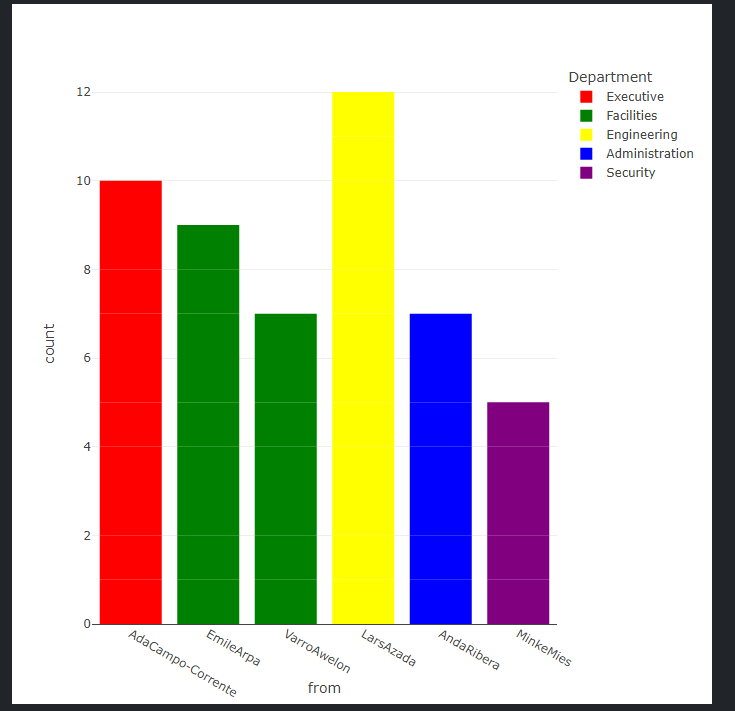 Department
Executive
Facilities
Engineering
Administration
Security
12
10
8
6
4
2
0
count
AdaCampo-Corrente
EmileArpa
VarroAwelon
LarsAzada
AndaRibera
MinkeMies
from